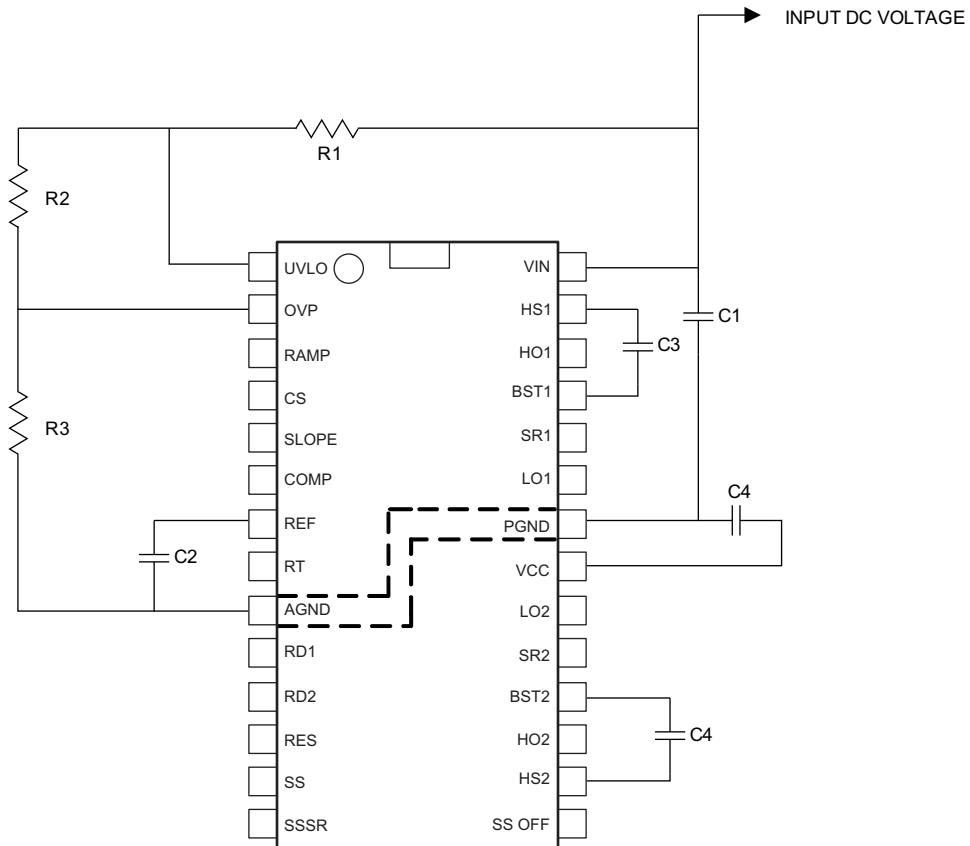 INPUT DC VOLTAGE
R1
R2
UVLO
VIN
OVP
HS1
C1
C3
RAMP
HO1
CS
BST1
R3
SLOPE
SR1
COMP
LO1
C4
REF
PGND
C2
RT
VCC
AGND
LO2
RD1
SR2
RD2
BST2
C4
RES
HO2
SS
HS2
SSSR
SS OFF